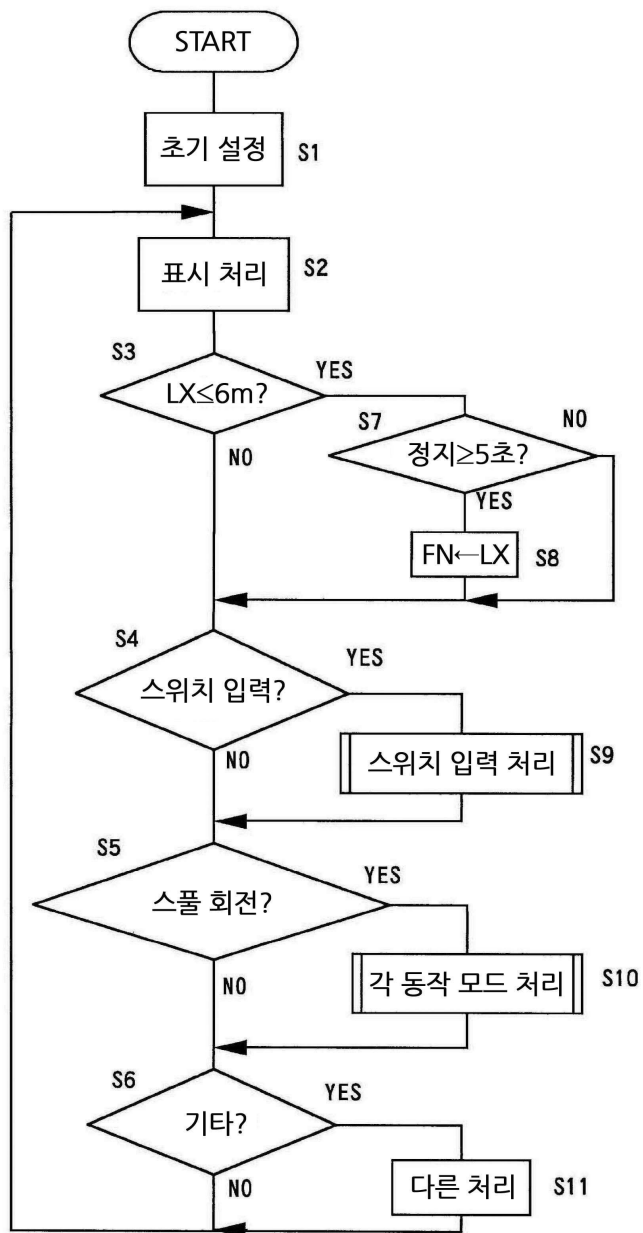 START
초기 설정
S1
표시 처리
S2
S3
LX≤6m?
YES
NO
S7
정지≥5초?
NO
YES
FN←LX
S8
S4
스위치 입력?
YES
NO
스위치 입력 처리
S9
S5
스풀 회전?
YES
NO
각 동작 모드 처리
S10
S6
기타?
YES
NO
다른 처리
S11